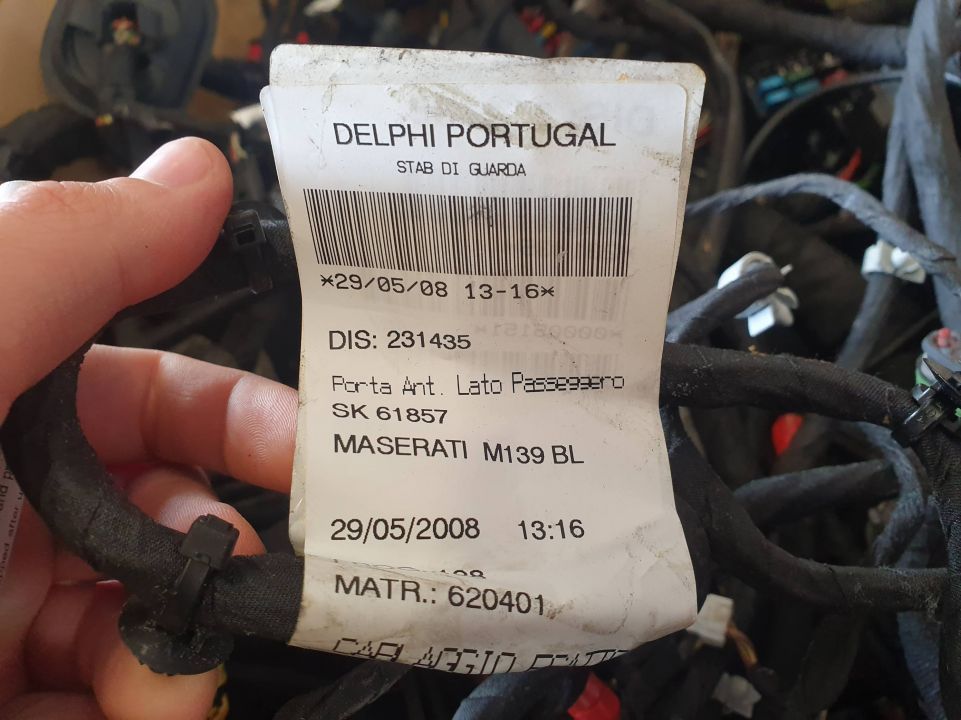 DELPHI PORTUGAL
STAB DI GUARDA
*29/05/08 13-16*
DIS: 231435
Porta Ant. Lato Passeggero
SK 61857
MASERATI M139 BL
29/05/2008 13:16
MATR.: 620401